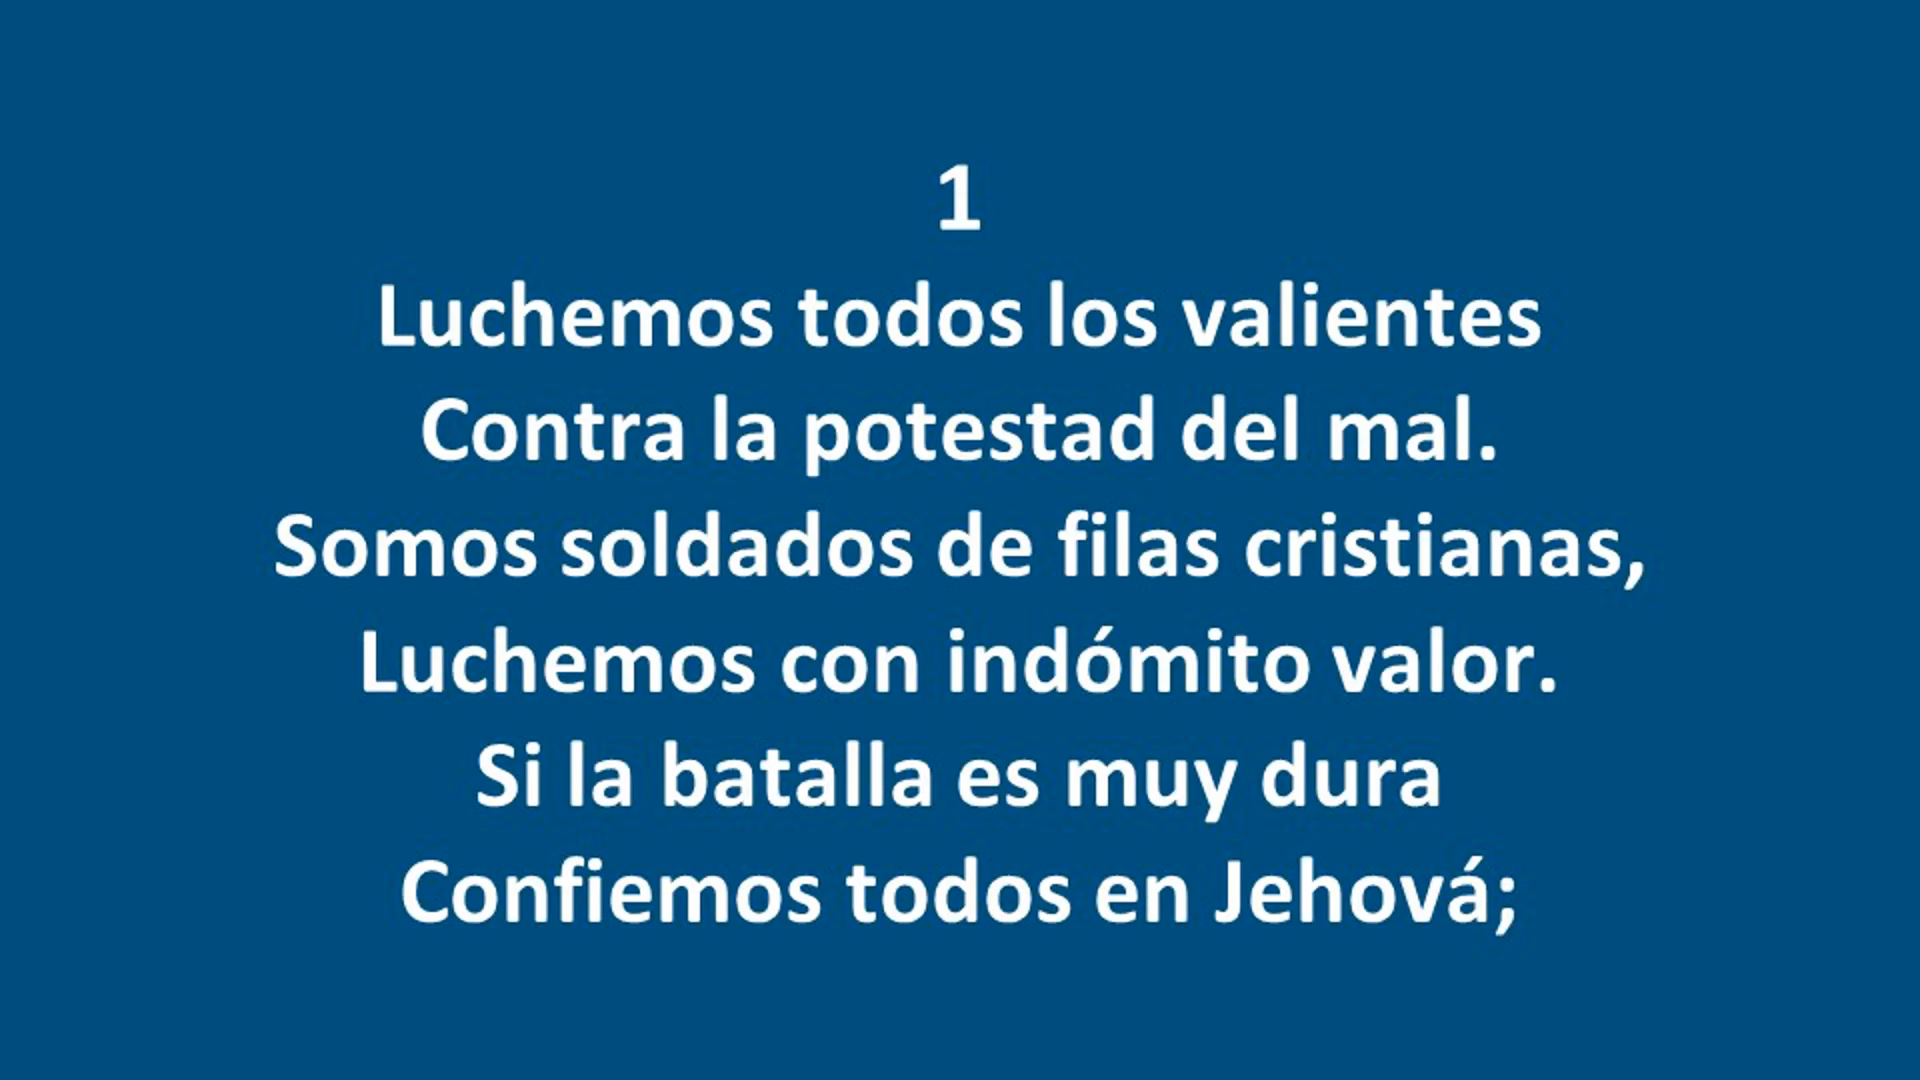 1
Luchemos todos los valientes
Contra la potestad del mal.
Somos soldados de filas cristianas,
Luchemos con indómito valor.
Si la batalla es muy dura
Confiemos todos en Jehová;